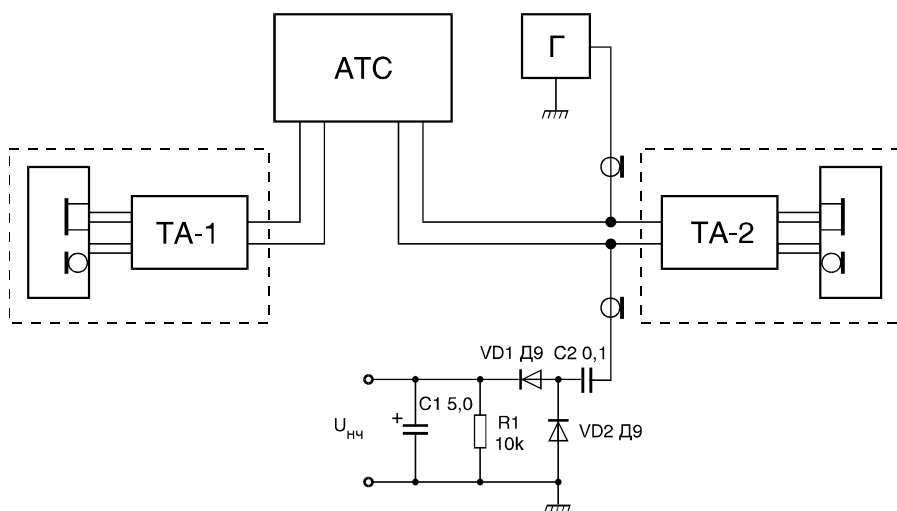 АТС
Г
ТА-1
ТА-2
VD1 Д9
C2 0,1
C1 5,0
+
R1
10k
Uнч
VD2 Д9